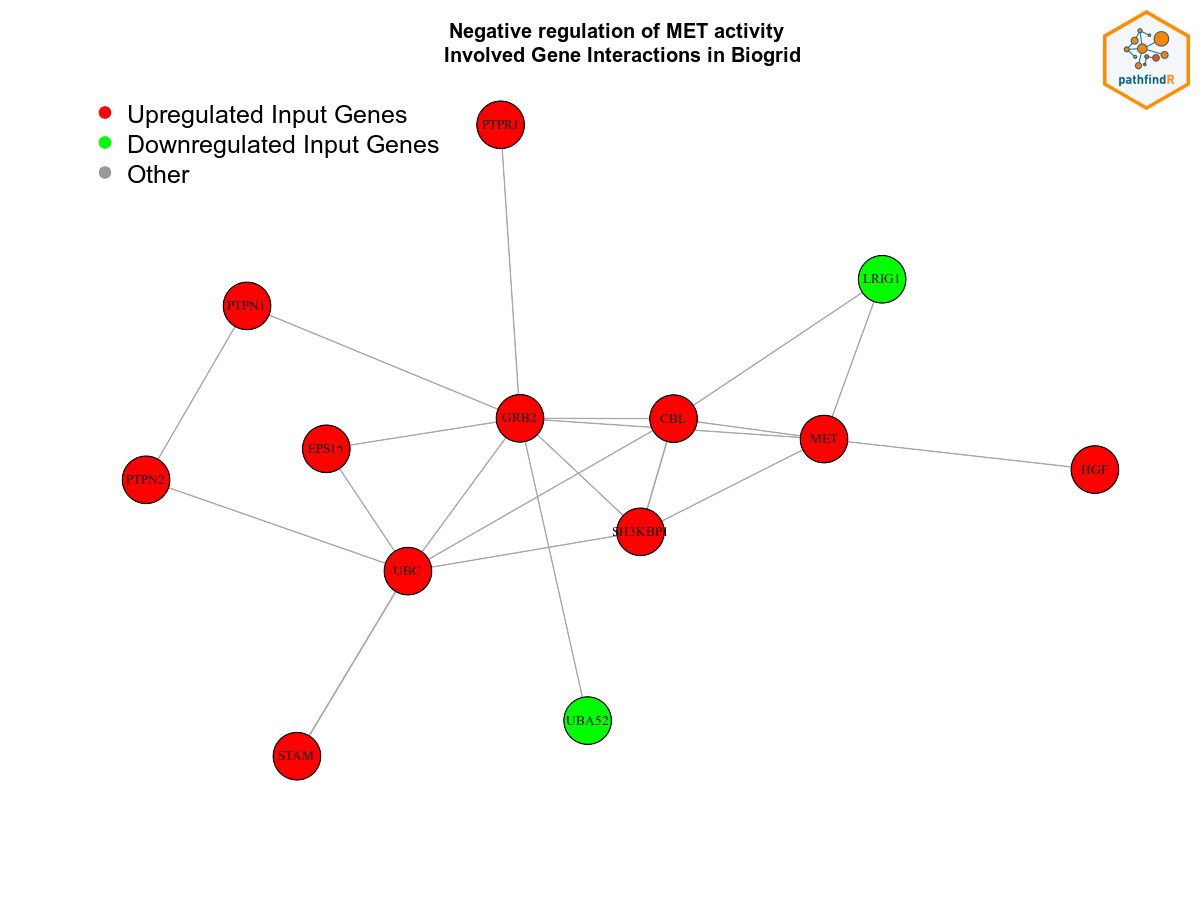 Negative regulation of MET activity
Involved Gene Interactions in Biogrid
pathfindR
Upregulated Input Genes
Downregulated Input Genes
Other
PTPRJ
LRIG1
PTPN1
GRB2
CBL
MET
EPS15
HGF
PTPN2
SH3KBP1
UBC
UBA52
STAM